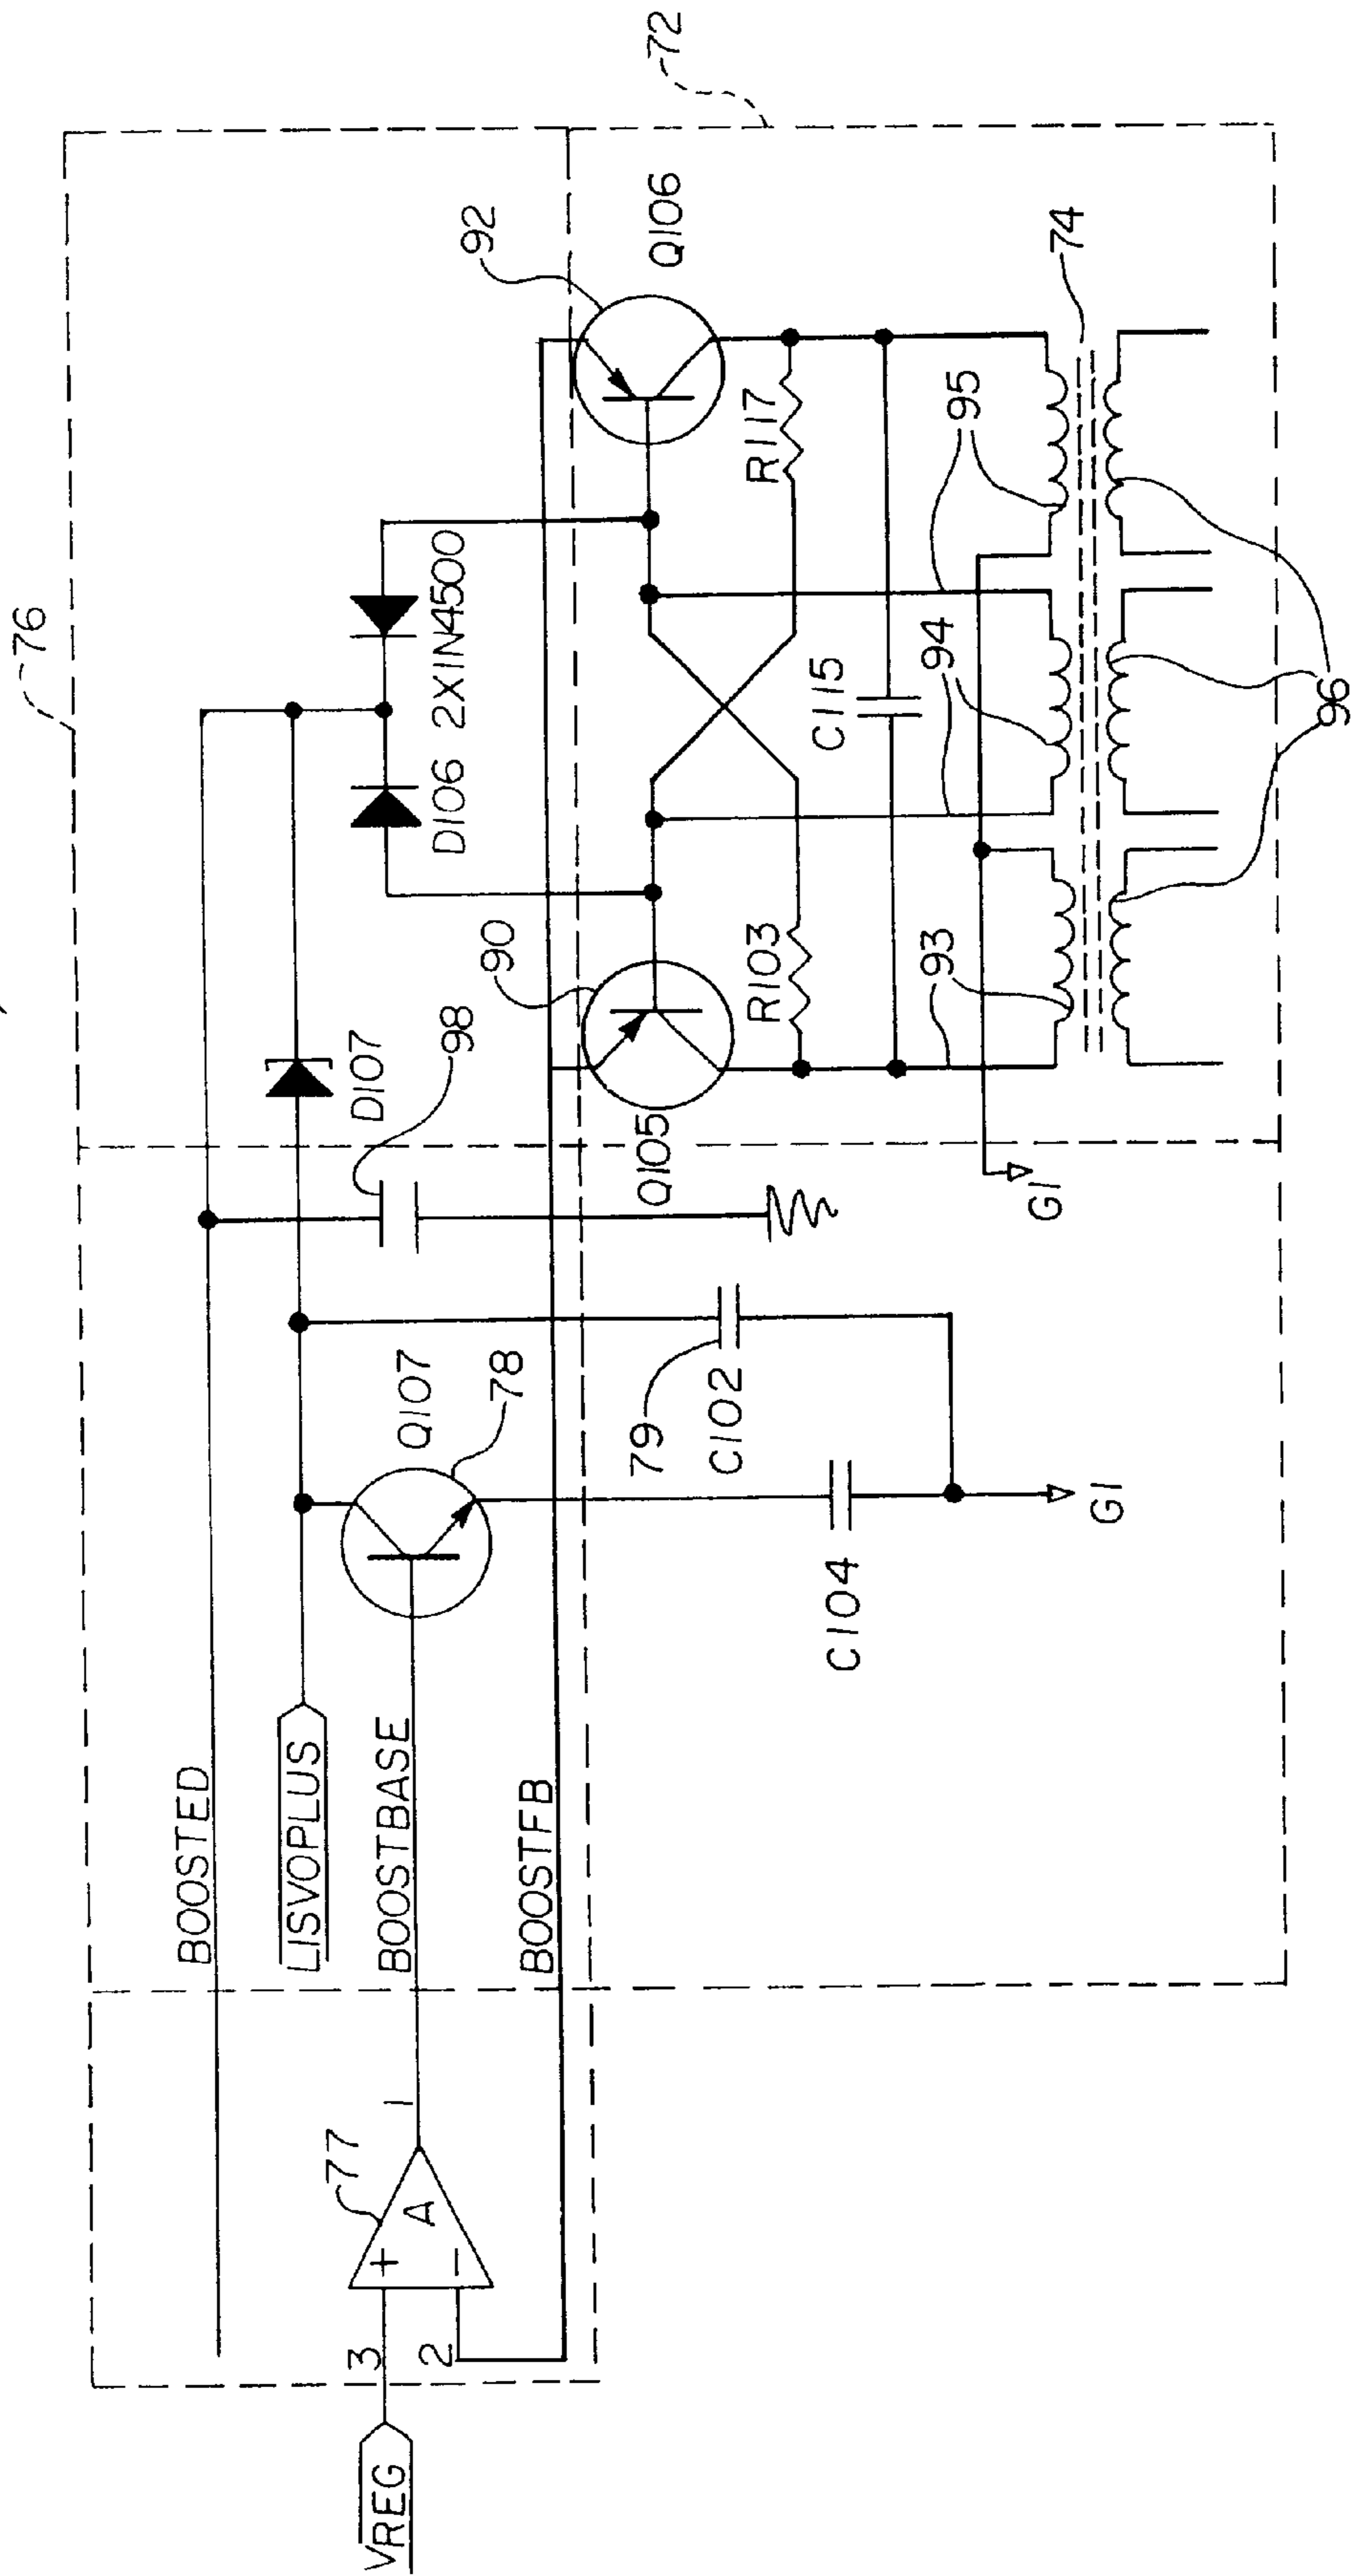 76
72
BOOSTED
LISVOPLUS
BOOSTBASE
BOOSTFB
VREG
3
2
+
−
A
1
77
Q107
78
79
C102
C104
G1
D107
98
D106 2X1N4500
90
Q105
92
Q106
R103
R117
C115
G1
93
94
95
74
96